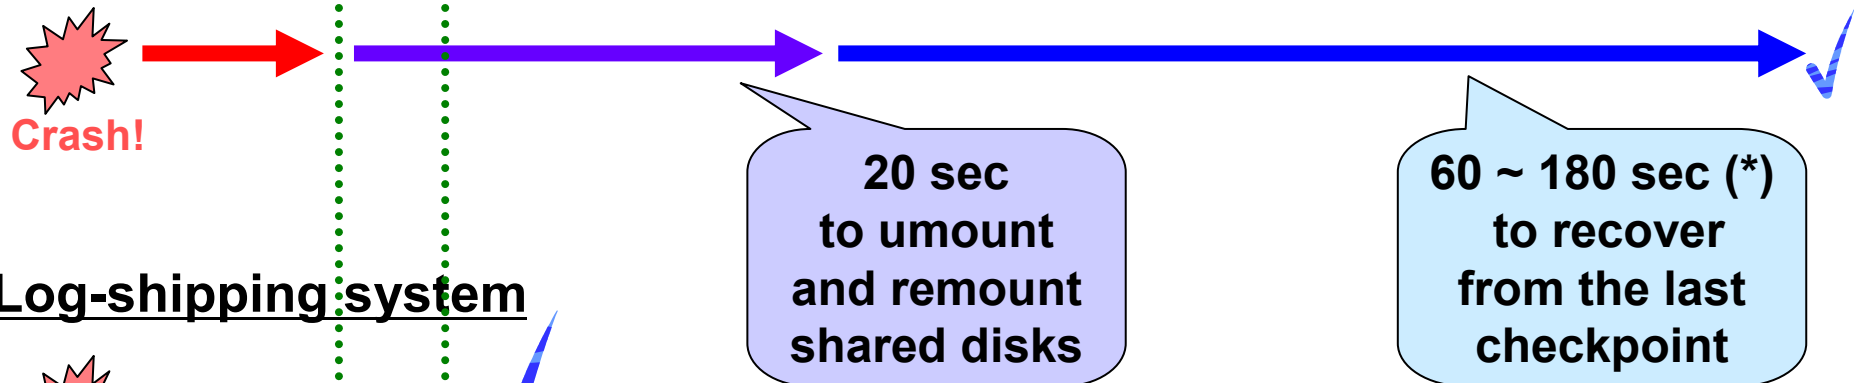 Crash!
20 sec
to umount
and remount
shared disks
60 ~ 180 sec (*)
to recover
from the last
checkpoint
Log-shipping system